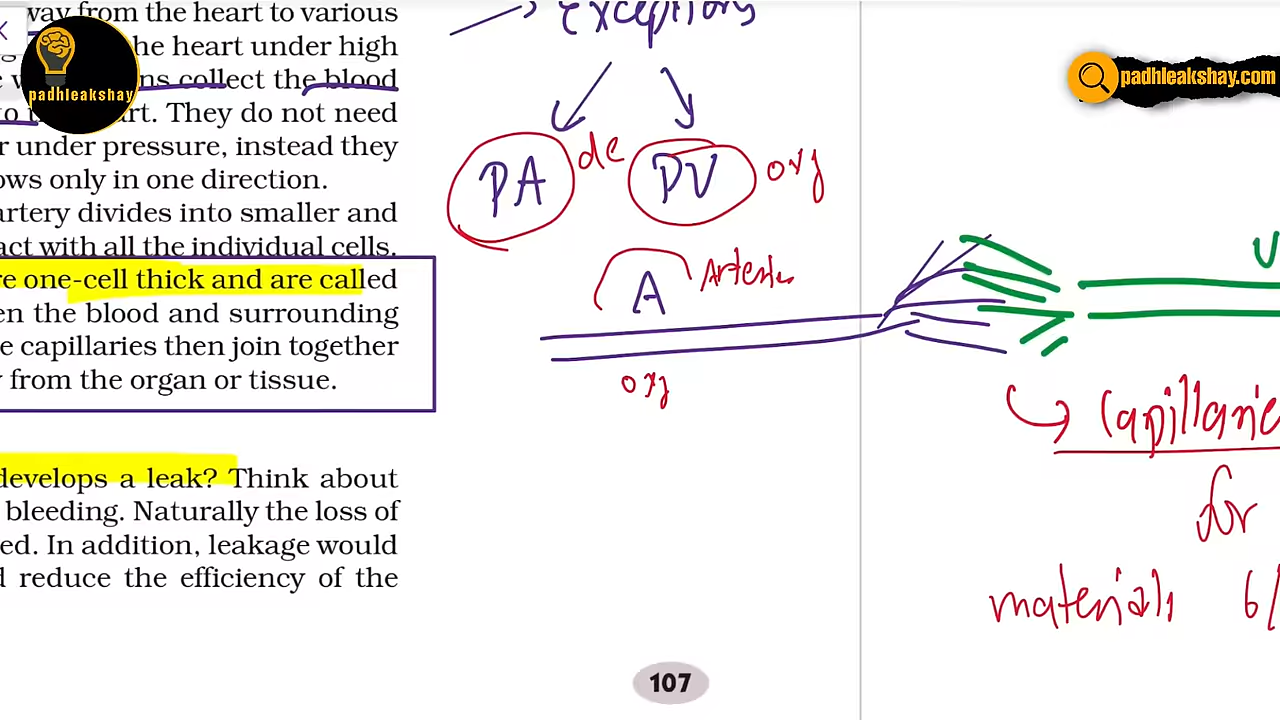 way from the heart to various
he heart under high
ns collect the blood
to rt. They do not need
r under pressure, instead they
ows only in one direction.
artery divides into smaller and
act with all the individual cells.
re one-cell thick and are called
en the blood and surrounding
e capillaries then join together
from the organ or tissue.
develops a leak? Think about
bleeding. Naturally the loss of
ed. In addition, leakage would
d reduce the efficiency of the
padhleakshay
Exceptions
PA de
PV oxy
A Arteries
oxy
V
Capillarie
for
materials
107
padhleakshay.com